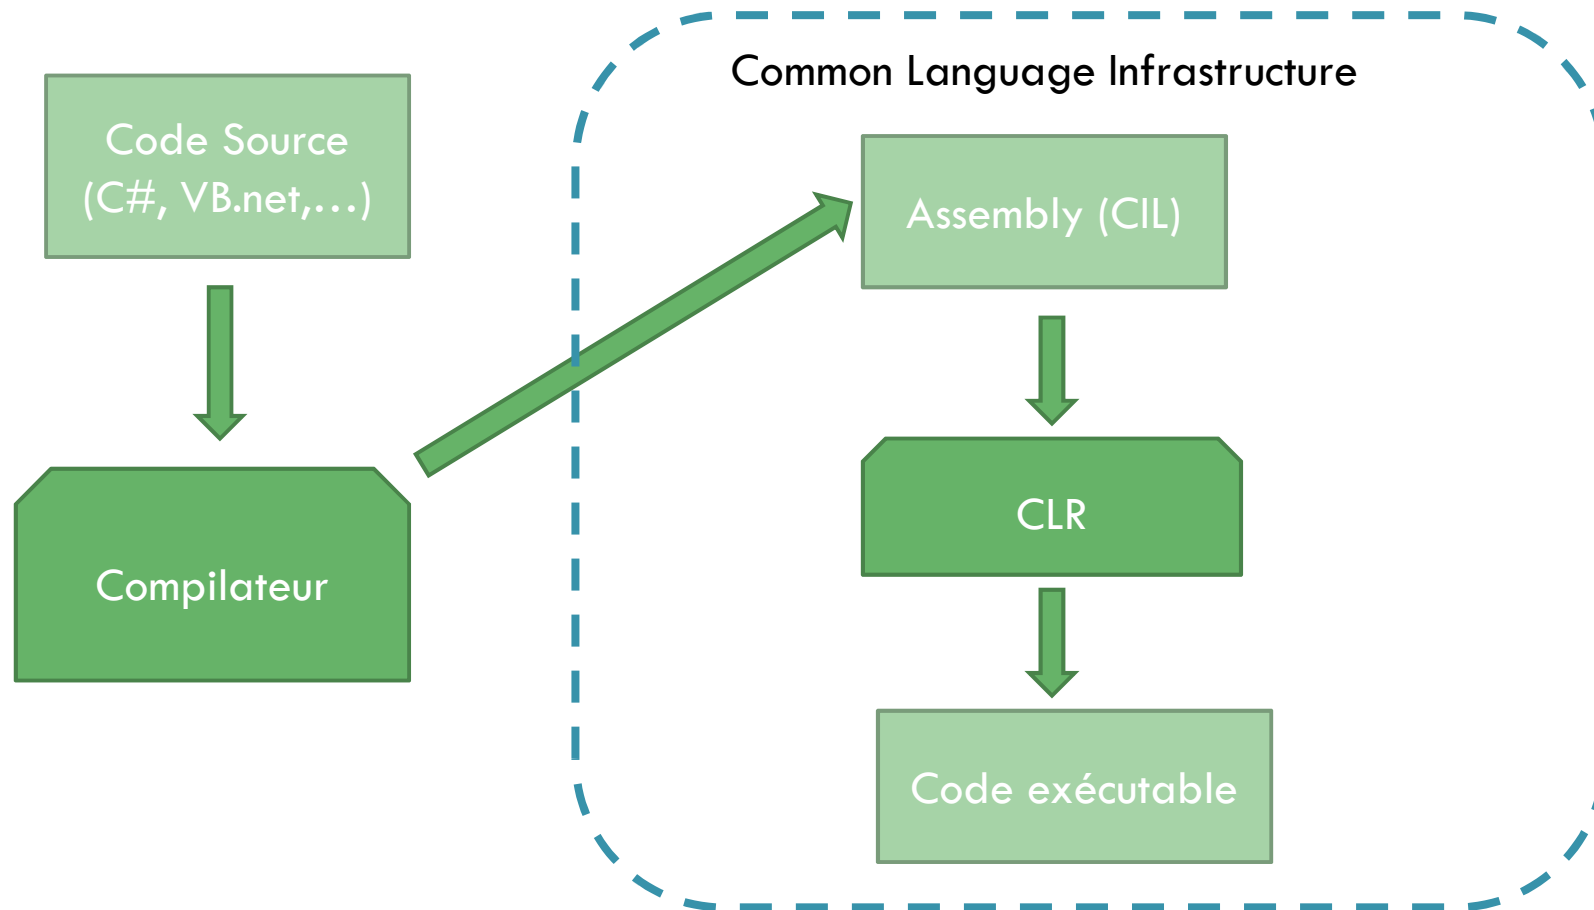 Common Language Infrastructure
Code Source
(C#, VB.net,...)
Compilateur
Assembly (CIL)
CLR
Code exécutable